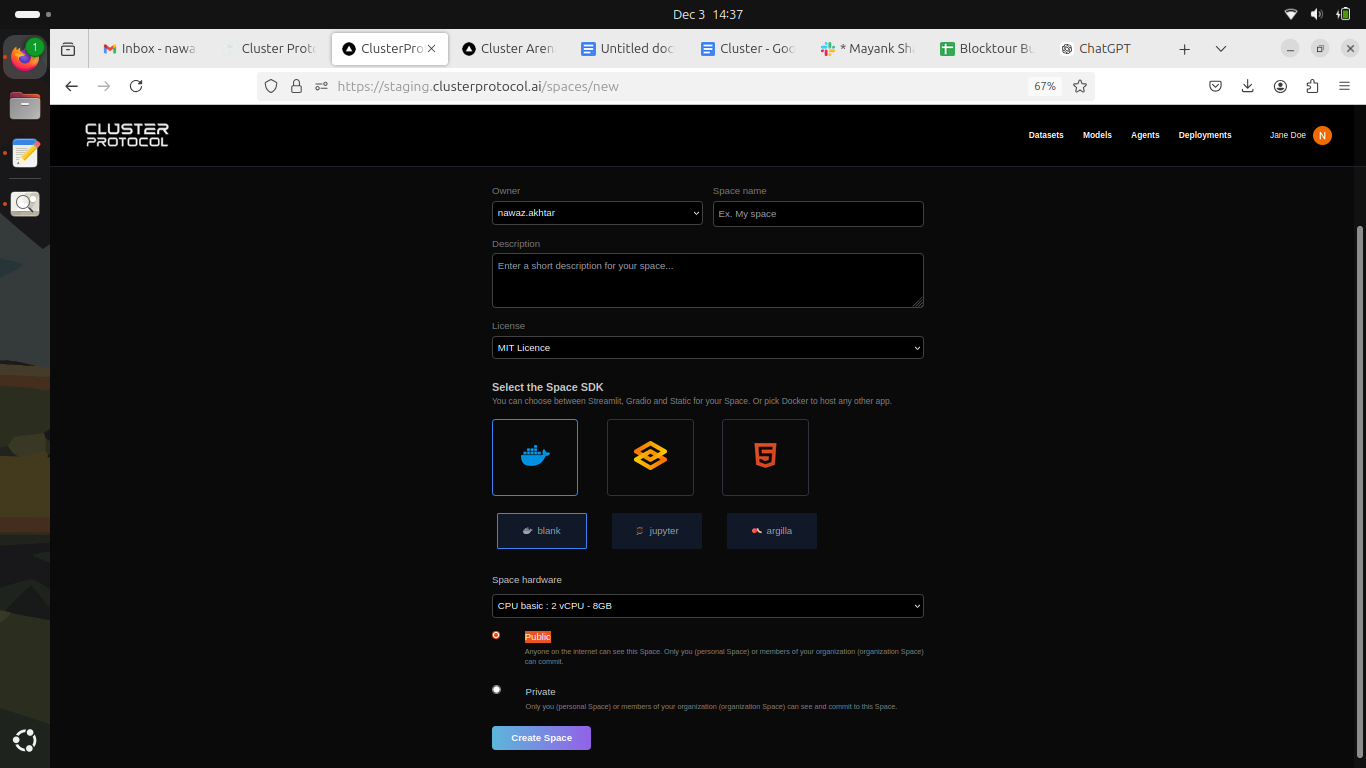 Dec 3 14:37
1
Inbox - nawa
Cluster Proto
ClusterPro
Cluster Aren
Untitled doc
Cluster - Goo
* Mayank Sh
Blocktour Bu
ChatGPT
https://staging.clusterprotocol.ai/spaces/new
67%
CLUSTER
PROTOCOL
Datasets
Models
Agents
Deployments
Jane Doe
N
Owner
Space name
nawaz.akhtar
Ex. My space
Description
Enter a short description for your space...
License
MIT Licence
Select the Space SDK
You can choose between Streamlit, Gradio and Static for your Space. Or pick Docker to host any other app.
blank
jupyter
argilla
Space hardware
CPU basic : 2 vCPU - 8GB
Public
Anyone on the internet can see this Space. Only you (personal Space) or members of your organization (organization Space)
can commit.
Private
Only you (personal Space) or members of your organization (organization Space) can see and commit to this Space.
Create Space